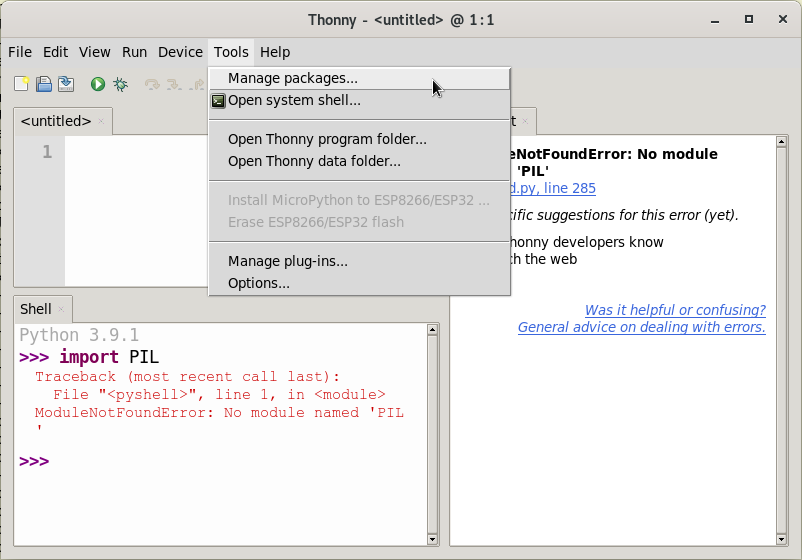 Thonny - <untitled> @ 1:1
File Edit View Run Device Tools Help
Manage packages...
Open system shell...
Open Thonny program folder...
Open Thonny data folder...
Install MicroPython to ESP8266/ESP32 ...
Erase ESP8266/ESP32 flash
Manage plug-ins...
Options...
<untitled>
1
Shell
Python 3.9.1
>>> import PIL
Traceback (most recent call last):
File "<pyshell>", line 1, in <module>
ModuleNotFoundError: No module named 'PIL
'
>>>
t
eNotFoundError: No module
'PIL'
d.py, line 285
cific suggestions for this error (yet).
honny developers know
ch the web
Was it helpful or confusing?
General advice on dealing with errors.